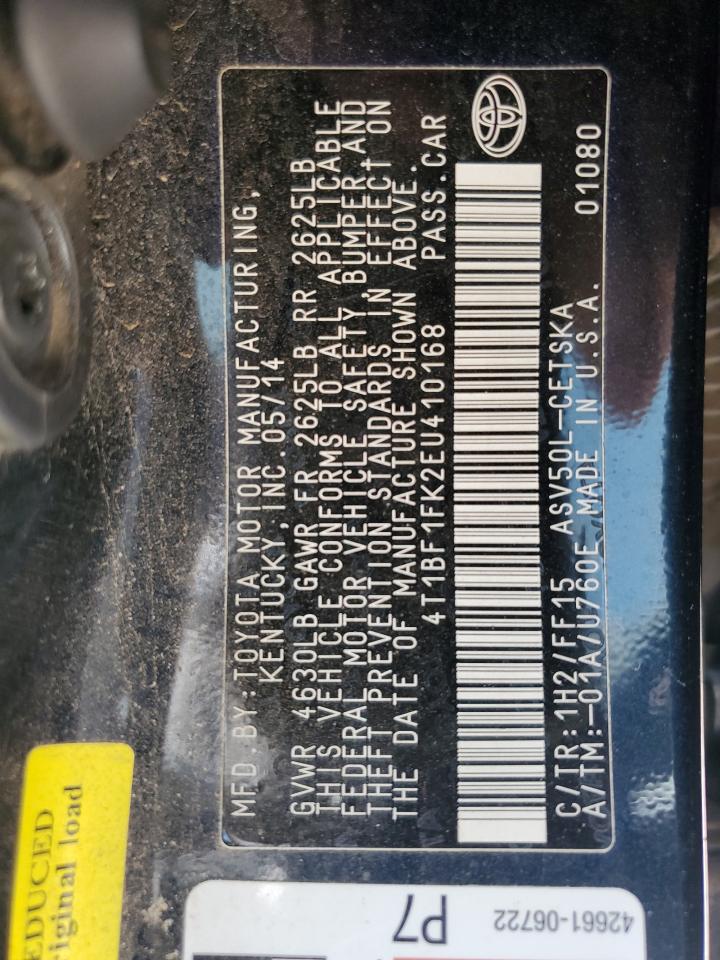 MFD.BY:TOYOTA MOTOR MANUFACTURING,
KENTUCKY, INC.05/14
GVWR 4630LB GAWR FR 2625LB RR 2625LB
THIS VEHICLE CONFORMS TO ALL APPLICABLE
FEDERAL MOTOR VEHICLE SAFETY, BUMPER, AND
THEFT PREVENTION STANDARDS IN EFFECT ON
THE DATE OF MANUFACTURE SHOWN ABOVE.
4T1BF1FK2EU410168 PASS.CAR
C/TR:1H2/FF15 ASV50L-CETSKA
A/TM:-01A/U760E MADE IN U.S.A. 01080
EDUCED
riginal load
42661-06722
P7